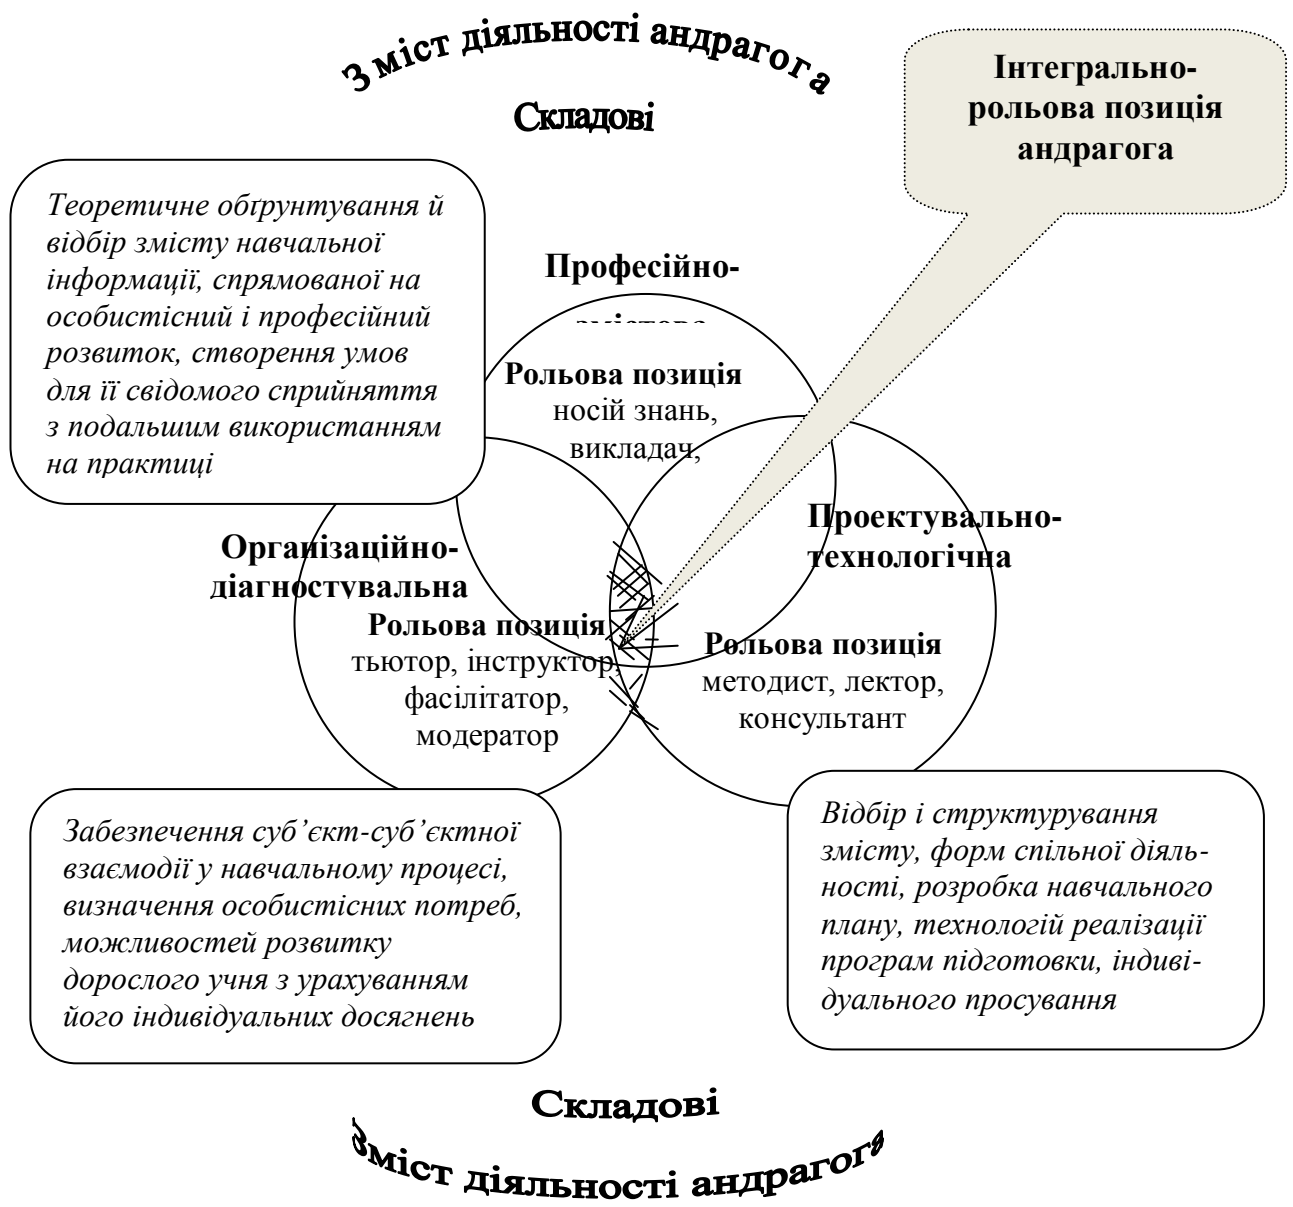 Зміст діяльності андрагога
Складові
Інтегрально-
рольова позиція
андрагога
Теоретичне обґрунтування й
відбір змісту навчальної
інформації, спрямованої на
особистісний і професійний
розвиток, створення умов
для її свідомого сприйняття
з подальшим використанням
на практиці
Професійно-
змістова
Рольова позиція
носій знань,
викладач,
Організаційно-
діагностувальна
Рольова позиція
тьютор, інструктор,
фасілітатор,
модератор
Проектувально-
технологічна
Рольова позиція
методист, лектор,
консультант
Забезпечення суб’єкт-суб’єктної
взаємодії у навчальному процесі,
визначення особистісних потреб,
можливостей розвитку
дорослого учня з урахуванням
його індивідуальних досягнень
Відбір і структурування
змісту, форм спільної діяль-
ності, розробка навчального
плану, технологій реалізації
програм підготовки, індиві-
дуального просування
Складові
Зміст діяльності андрагога